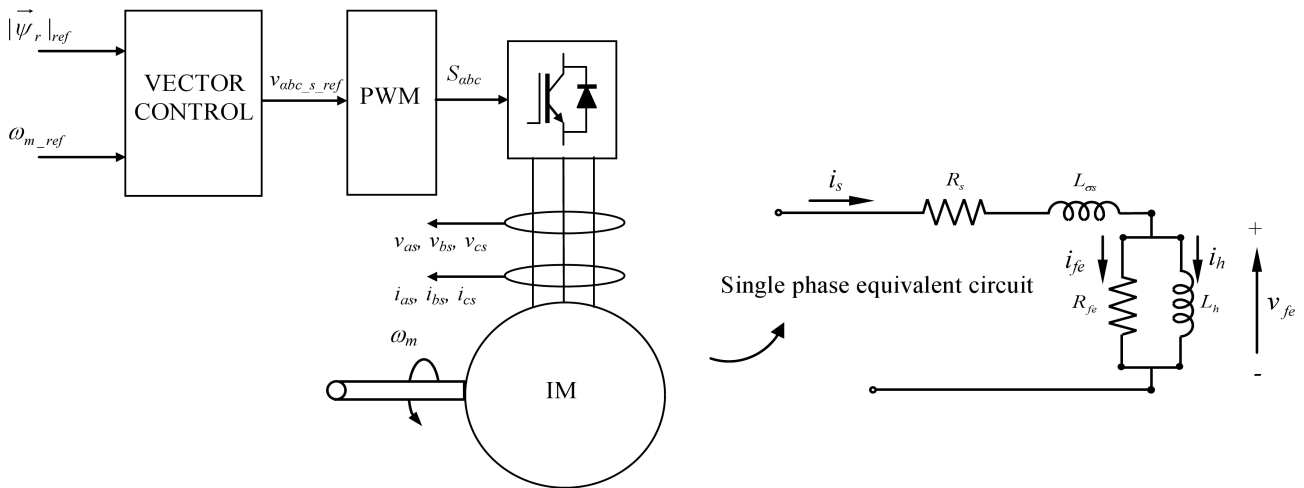 |ψ⃗_r|_ref
ω_m_ref
VECTOR
CONTROL
v_abc_s_ref
PWM
S_abc
v_as, v_bs, v_cs
i_as, i_bs, i_cs
ω_m
IM
Single phase equivalent circuit
i_s
R_s
L_σs
i_fe
i_h
R_fe
L_h
+
v_fe
-